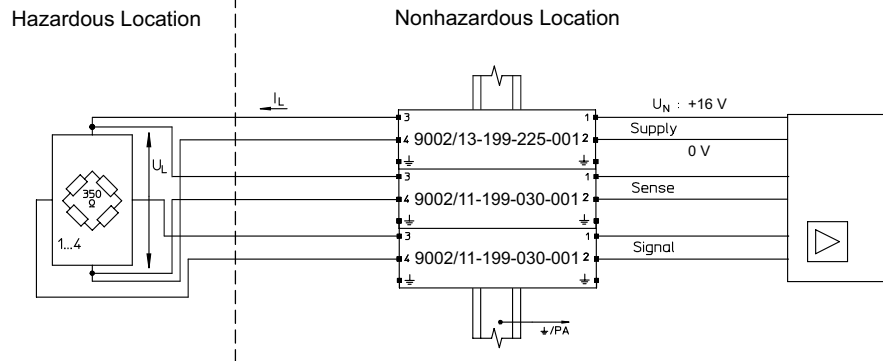 Hazardous Location
Nonhazardous Location
I_L
3 1
9002/13-199-225-001
4 2
U_N : +16 V
Supply
0 V
U_L
350
Ω
1...4
3 1
9002/11-199-030-001
4 2
Sense
3 1
9002/11-199-030-001
4 2
Signal
⏚/PA